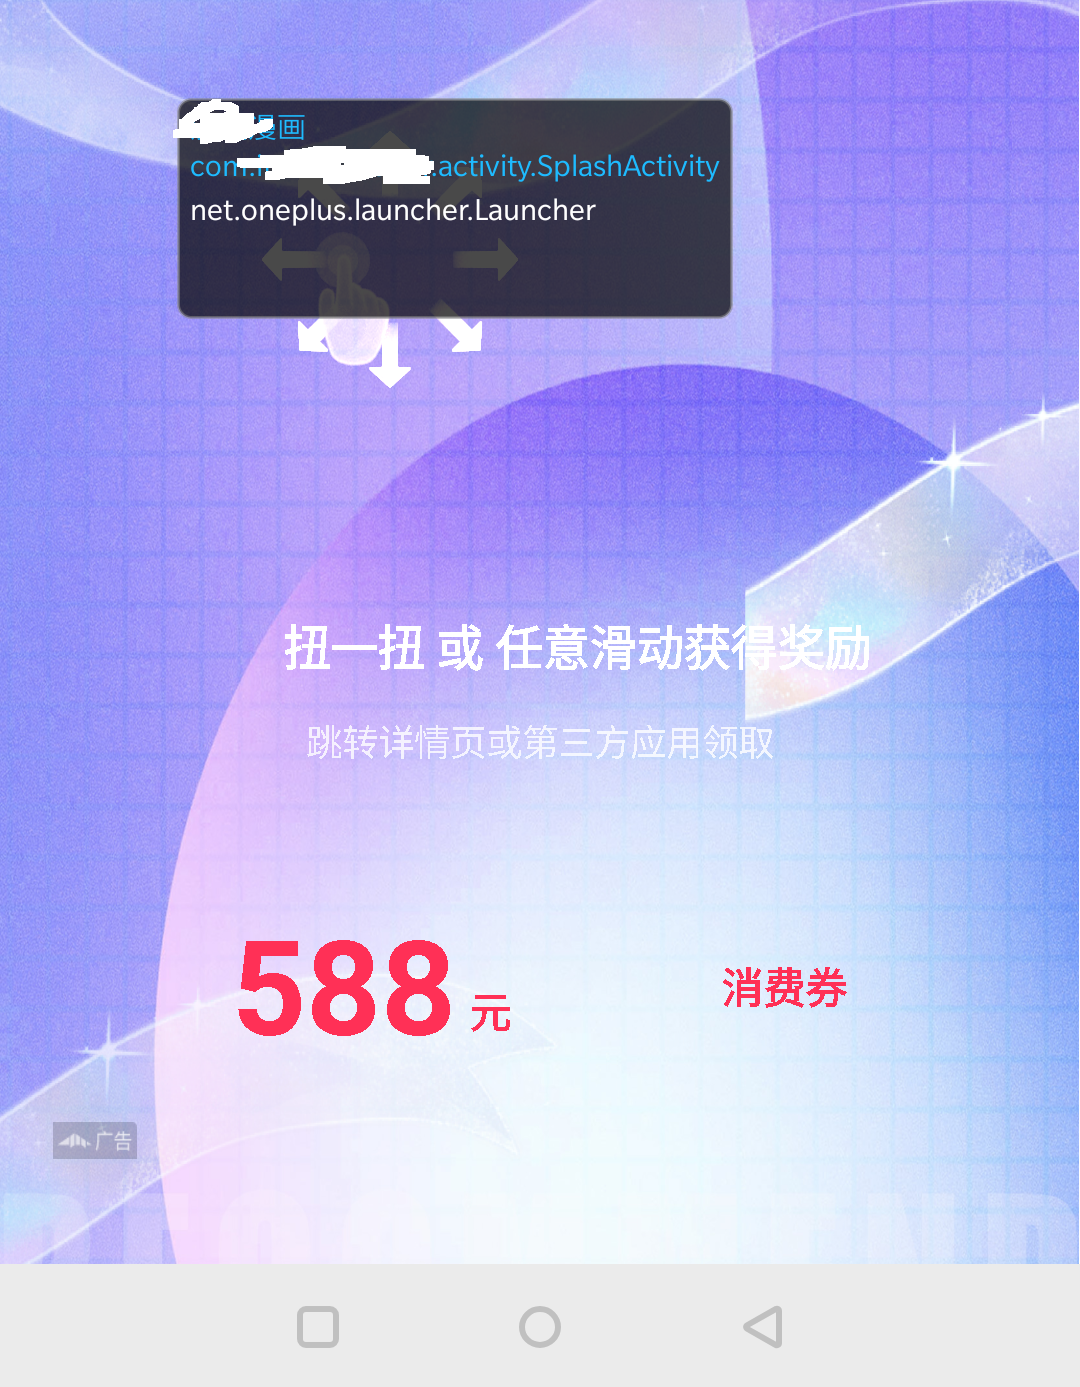 漫画
com.
.activity.SplashActivity
net.oneplus.launcher.Launcher
扭一扭 或 任意滑动获得奖励
跳转详情页或第三方应用领取
588 元 消费券
广告
RECOMMEND